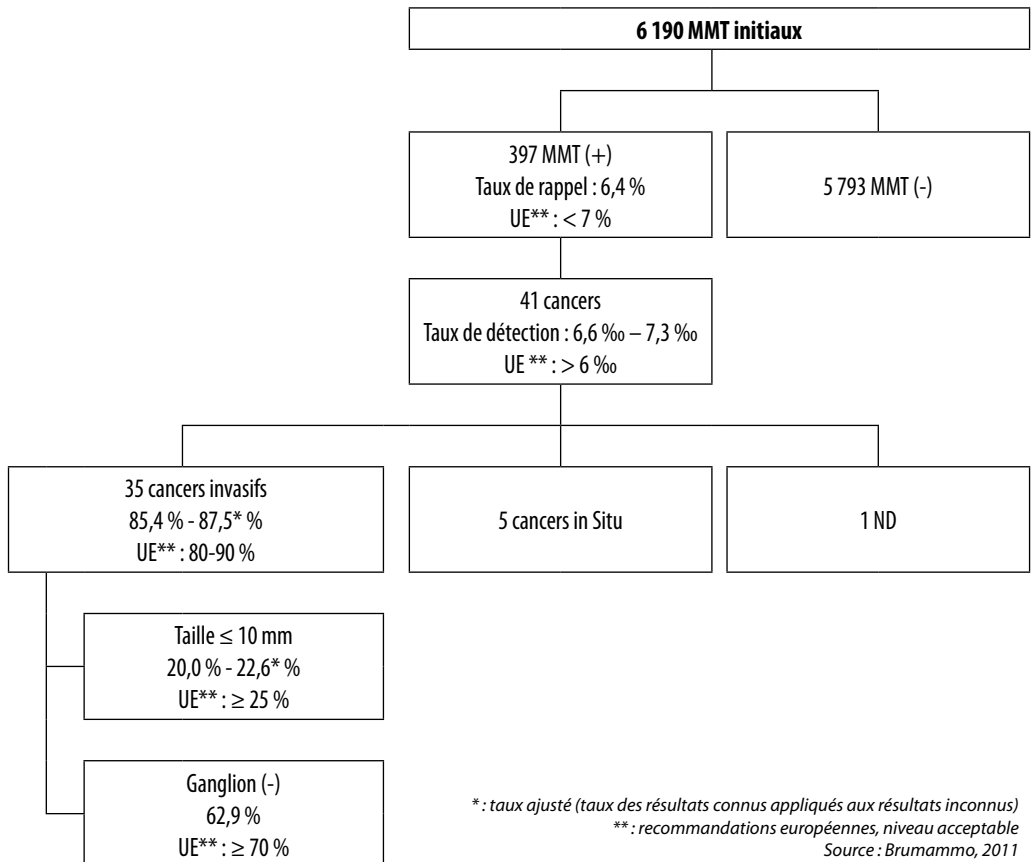 6 190 MMT initiaux
397 MMT (+)
Taux de rappel : 6,4 %
UE** : < 7 %
5 793 MMT (-)
41 cancers
Taux de détection : 6,6 ‰ – 7,3 ‰
UE ** : > 6 ‰
35 cancers invasifs
85,4 % - 87,5* %
UE** : 80-90 %
5 cancers in Situ
1 ND
Taille ≤ 10 mm
20,0 % - 22,6* %
UE** : ≥ 25 %
Ganglion (-)
62,9 %
UE** : ≥ 70 %
* : taux ajusté (taux des résultats connus appliqués aux résultats inconnus)
** : recommandations européennes, niveau acceptable
Source : Brumammo, 2011